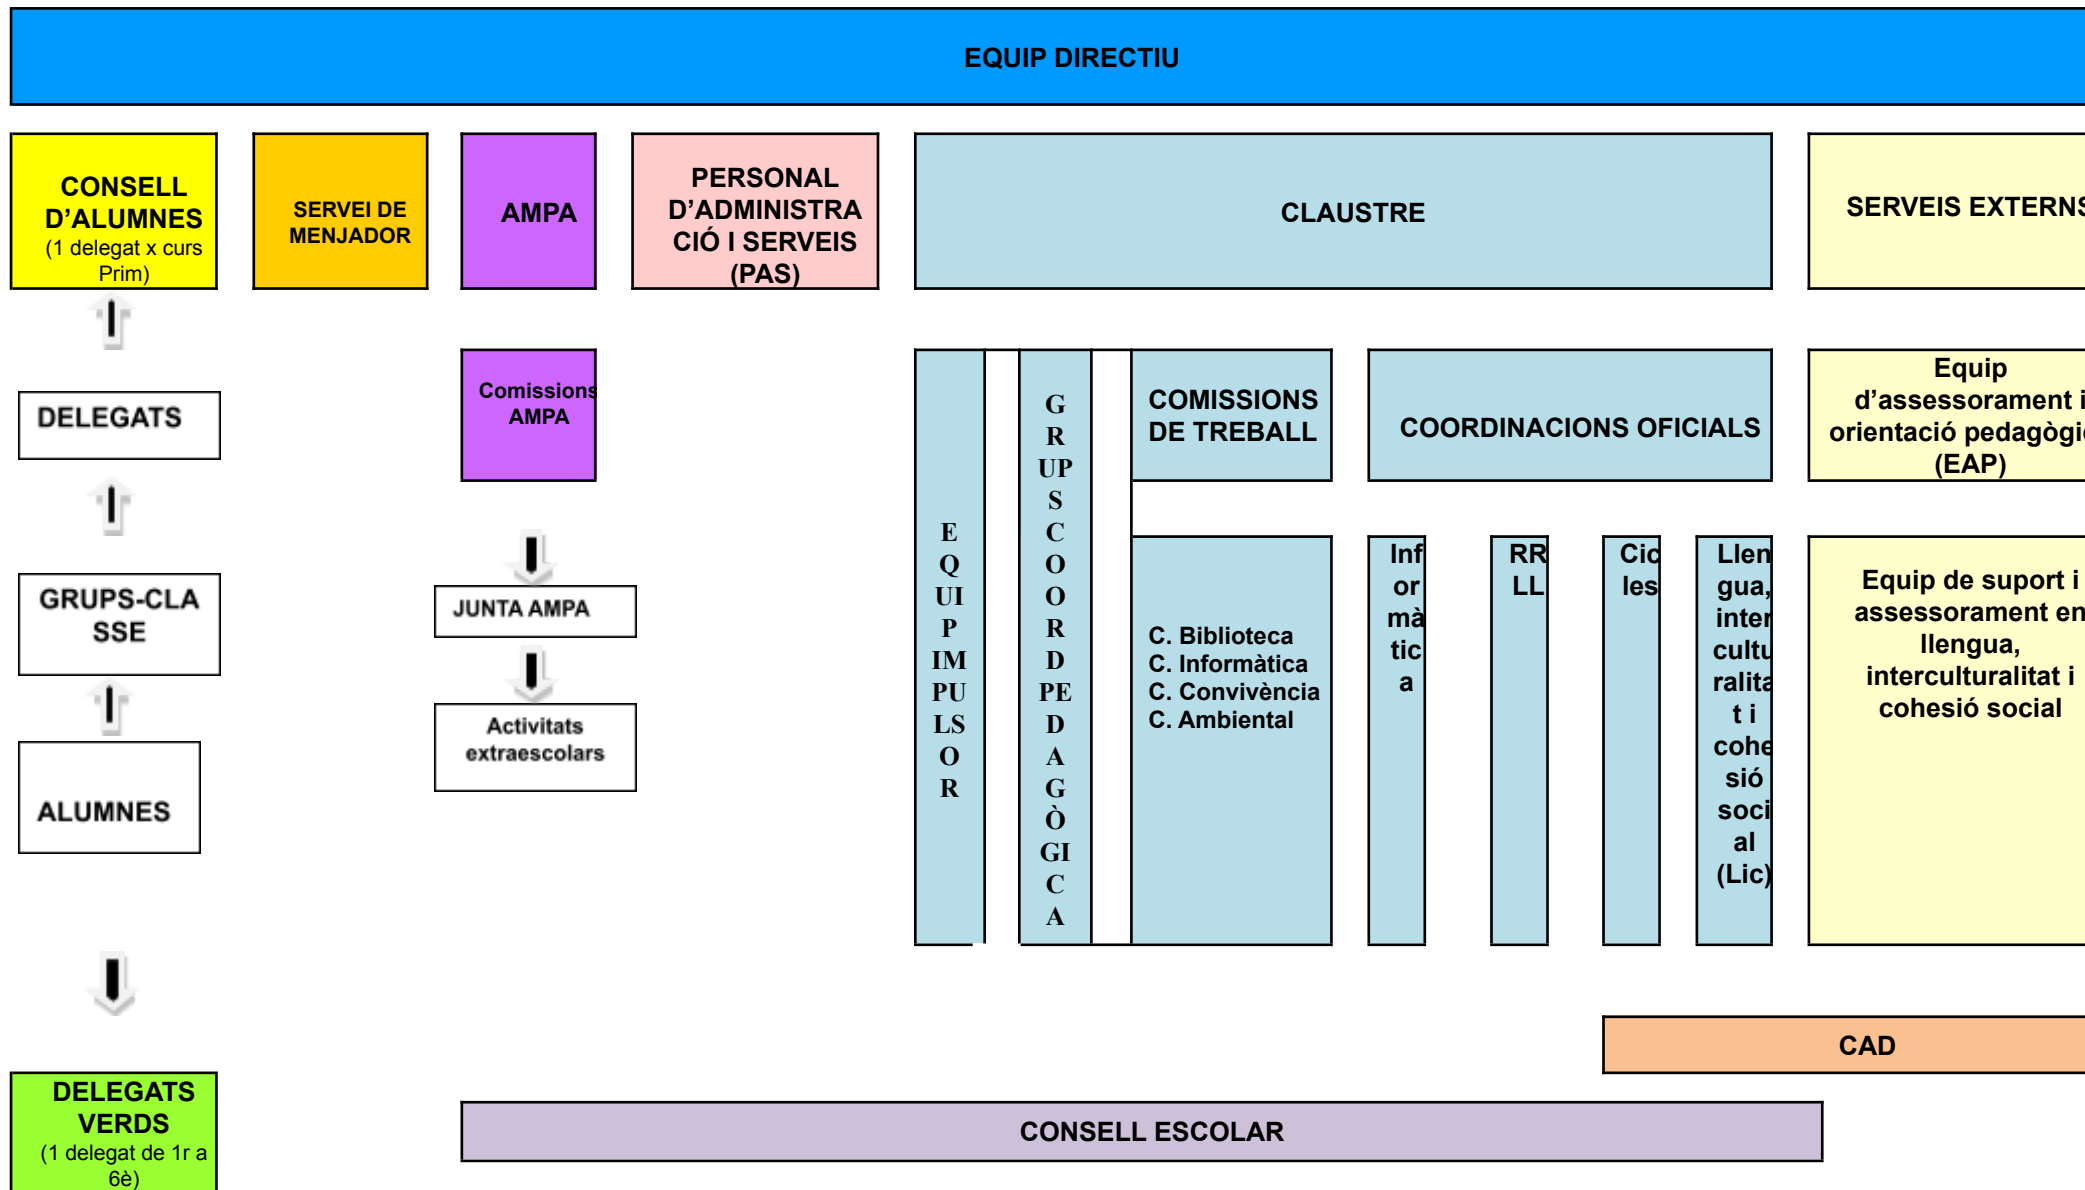 EQUIP DIRECTIU
CONSELL
D’ALUMNES
(1 delegat x curs
Prim)
SERVEI DE
MENJADOR
AMPA
PERSONAL
D’ADMINISTRA
CIÓ I SERVEIS
(PAS)
CLAUSTRE
SERVEIS EXTERNS
DELEGATS
GRUPS-CLA
SSE
ALUMNES
DELEGATS
VERDS
(1 delegat de 1r a
6è)
Comissions
AMPA
JUNTA AMPA
Activitats
extraescolars
E
Q
UI
P
IM
PU
LS
O
R
G
R
UP
S
C
O
O
R
D
PE
D
A
G
Ò
GI
C
A
COMISSIONS
DE TREBALL
C. Biblioteca
C. Informàtica
C. Convivència
C. Ambiental
COORDINACIONS OFICIALS
Inf
or
mà
tic
a
RR
LL
Cic
les
Llen
gua,
inter
cultu
ralita
t i
cohe
sió
soci
al
(Lic)
Equip
d’assessorament i
orientació
(EAP)
Equip de suport i
assessorament en
llengua,
interculturalitat i
cohesió social
CAD
CONSELL ESCOLAR